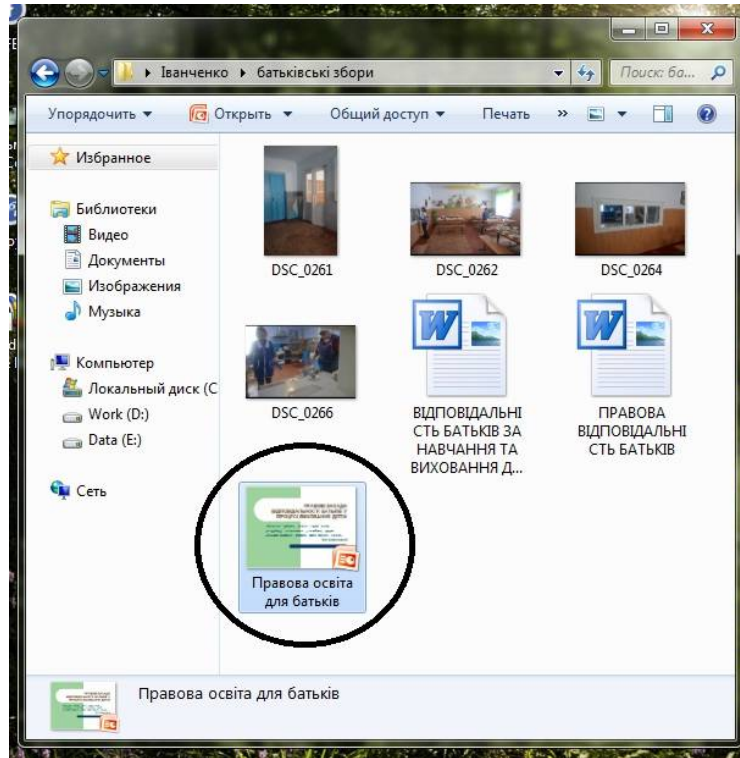 Іванченко ▸ батьківські збори
Поиск: ба...
Упорядочить
Открыть
Общий доступ
Печать
»
Избранное
Библиотеки
Видео
Документы
Изображения
Музыка
Компьютер
Локальный диск (С
Work (D:)
Data (E:)
Сеть
DSC_0261
DSC_0262
DSC_0264
DSC_0266
ВІДПОВІДАЛЬНІ
СТЬ БАТЬКІВ ЗА
НАВЧАННЯ ТА
ВИХОВАННЯ Д...
ПРАВОВА
ВІДПОВІДАЛЬНІ
СТЬ БАТЬКІВ
Правова освіта
для батьків
Правова освіта для батьків